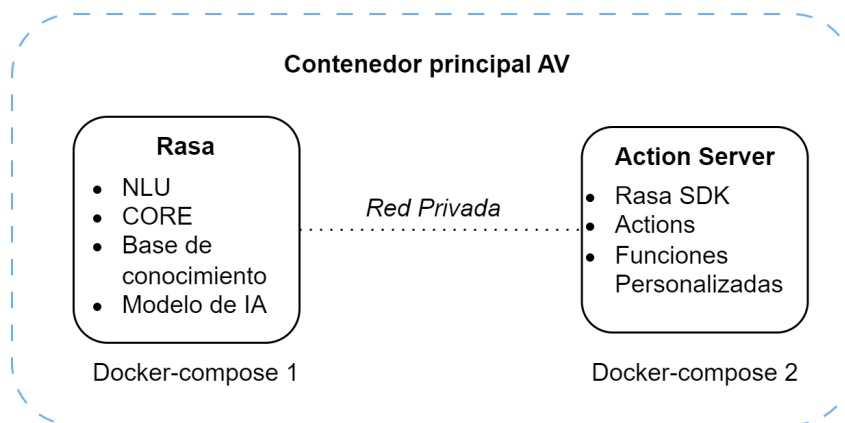 Contenedor principal AV
Rasa
• NLU
• CORE
• Base de
conocimiento
• Modelo de IA
Red Privada
Action Server
• Rasa SDK
• Actions
• Funciones
Personalizadas
Docker-compose 1
Docker-compose 2